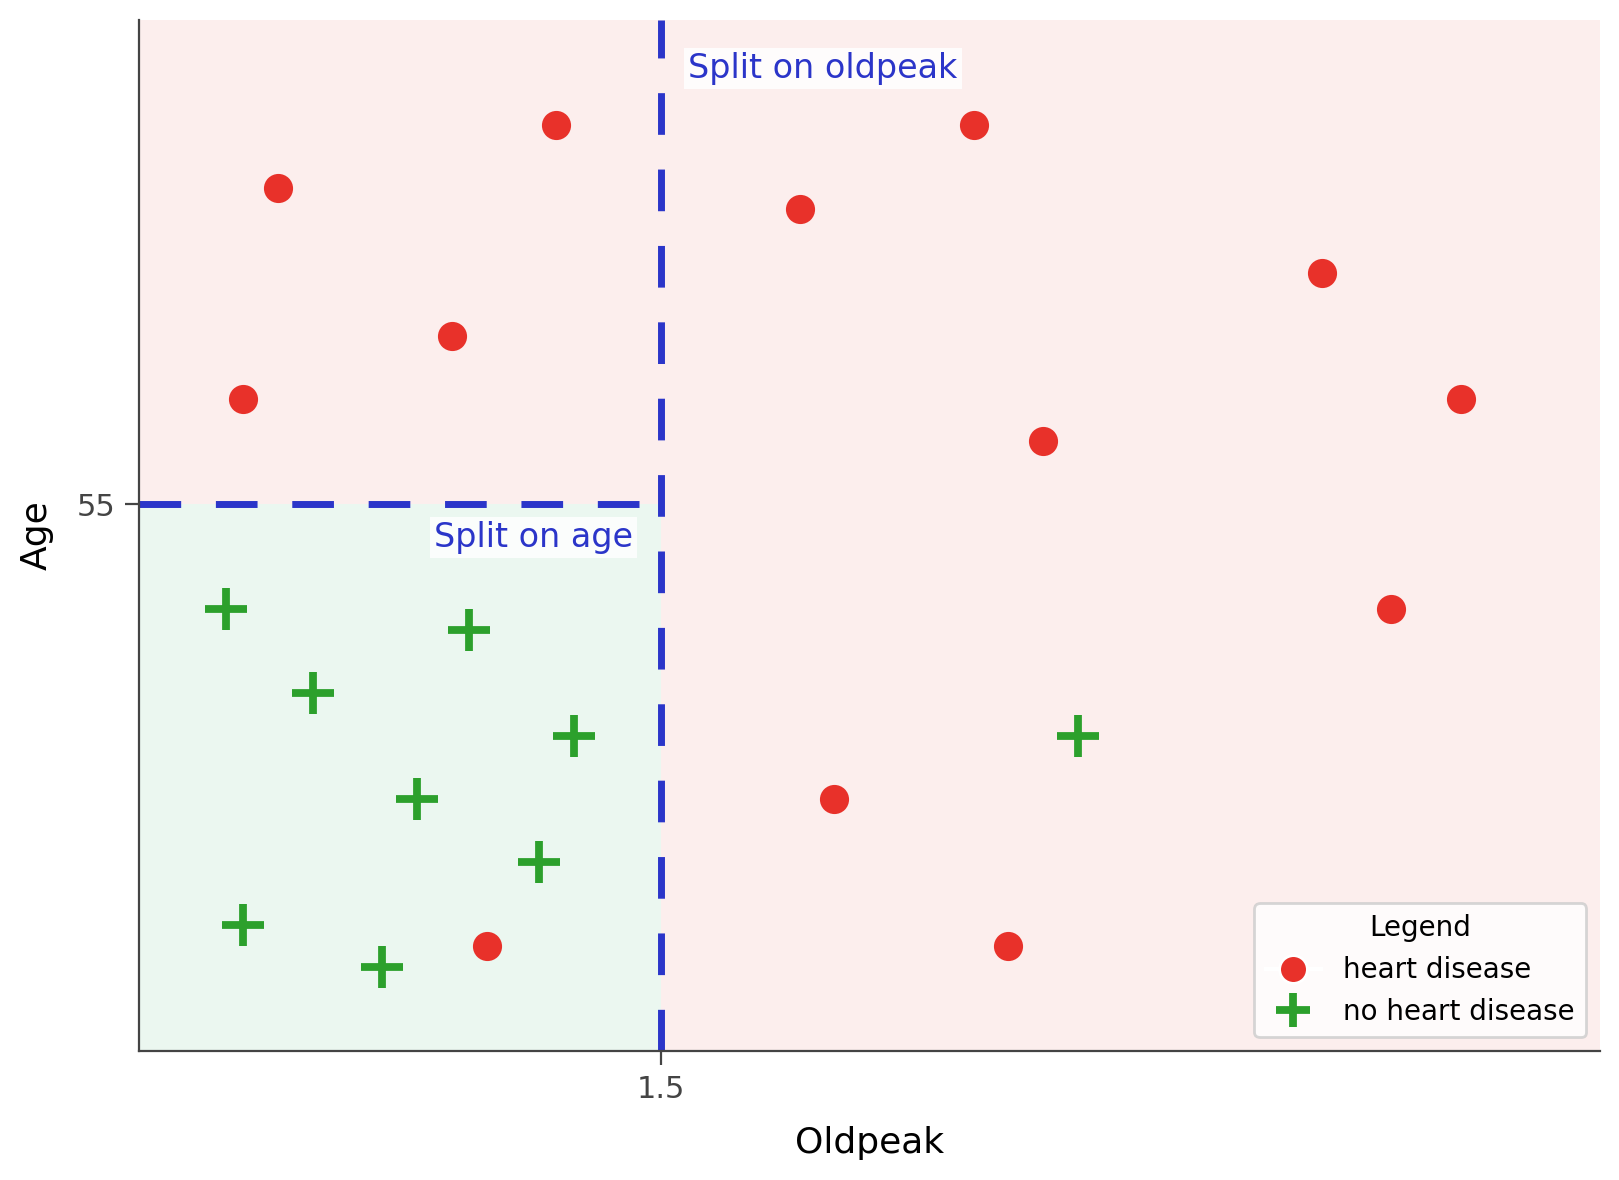 Split on oldpeak
55
Age
Split on age
Legend
heart disease
no heart disease
1.5
Oldpeak